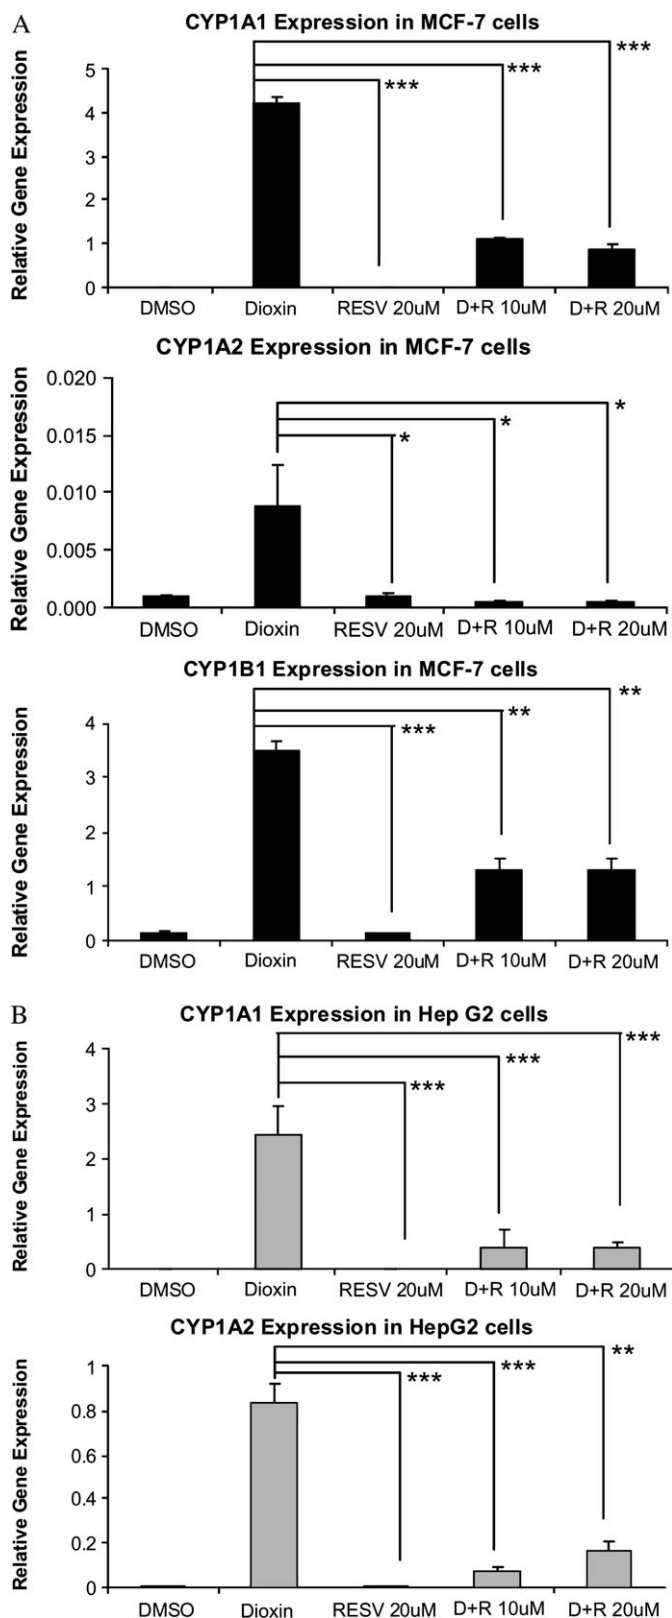 A
CYP1A1 Expression in MCF-7 cells
Relative Gene Expression
5
4
3
2
1
0
***
***
***
DMSO Dioxin RESV 20uM D+R 10uM D+R 20uM
CYP1A2 Expression in MCF-7 cells
Relative Gene Expression
0.020
0.015
0.010
0.005
0.000
*
*
*
DMSO Dioxin RESV 20uM D+R 10uM D+R 20uM
CYP1B1 Expression in MCF-7 cells
Relative Gene Expression
4
3
2
1
0
**
**
***
DMSO Dioxin RESV 20uM D+R 10uM D+R 20uM
B
CYP1A1 Expression in Hep G2 cells
Relative Gene Expression
4
3
2
1
0
***
***
***
DMSO Dioxin RESV 20uM D+R 10uM D+R 20uM
CYP1A2 Expression in HepG2 cells
Relative Gene Expression
1
0.8
0.6
0.4
0.2
0
**
***
***
DMSO Dioxin RESV 20uM D+R 10uM D+R 20uM